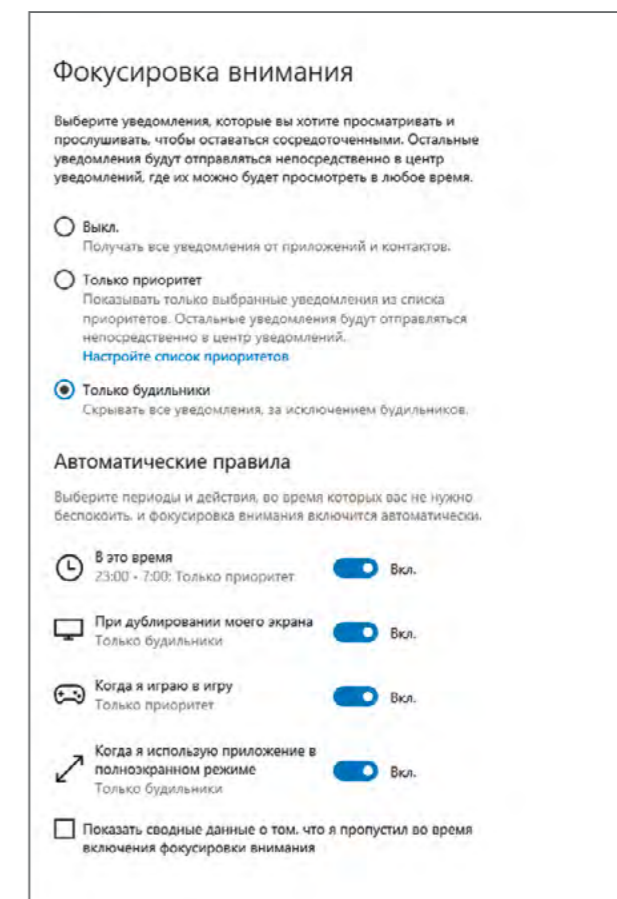 Фокусировка внимания
Выберите уведомления, которые вы хотите просматривать и
прослушивать, чтобы оставаться сосредоточенными. Остальные
уведомления будут отправляться непосредственно в центр
уведомлений, где их можно будет просмотреть в любое время.
Выкл.
Получать все уведомления от приложений и контактов.
Только приоритет
Показывать только выбранные уведомления из списка
приоритетов. Остальные уведомления будут отправляться
непосредственно в центр уведомлений.
Настройте список приоритетов
Только будильники
Скрывать все уведомления, за исключением будильников.
Автоматические правила
Выберите периоды и действия, во время которых вас не нужно
беспокоить, и фокусировка внимания включится автоматически.
В это время
23:00 - 7:00; Только приоритет
Вкл.
При дублировании моего экрана
Только будильники
Вкл.
Когда я играю в игру
Только приоритет
Вкл.
Когда я использую приложение в
полноэкранном режиме
Только будильники
Вкл.
Показать сводные данные о том, что я пропустил во время
включения фокусировки внимания